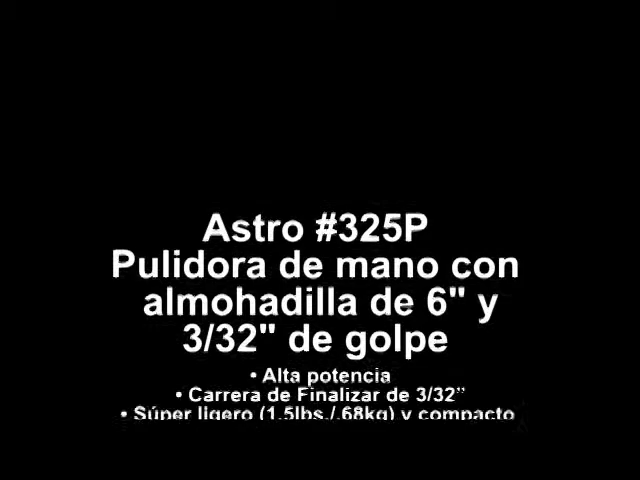 Astro #325P
Pulidora de mano con
almohadilla de 6" y
3/32" de golpe
• Alta potencia
• Carrera de Finalizar de 3/32”
• Súper ligero (1.5lbs./.68kg) y compacto